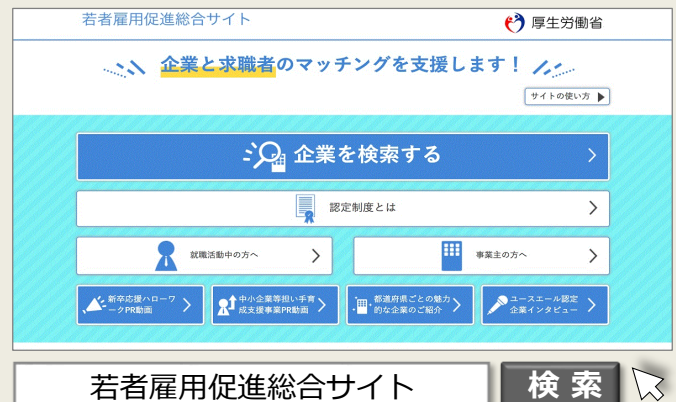 若者雇用促進総合サイト
厚生労働省
企業と求職者のマッチングを支援します!
サイトの使い方 ▶
企業を検索する
認定制度とは
就職活動中の方へ
事業主の方へ
新卒応援ハローワ
ークPR動画
中小企業等担い手育
成支援事業PR動画
都道府県ごとの魅力
的な企業のご紹介
ユースエール認定
企業インタビュー
若者雇用促進総合サイト
検 索